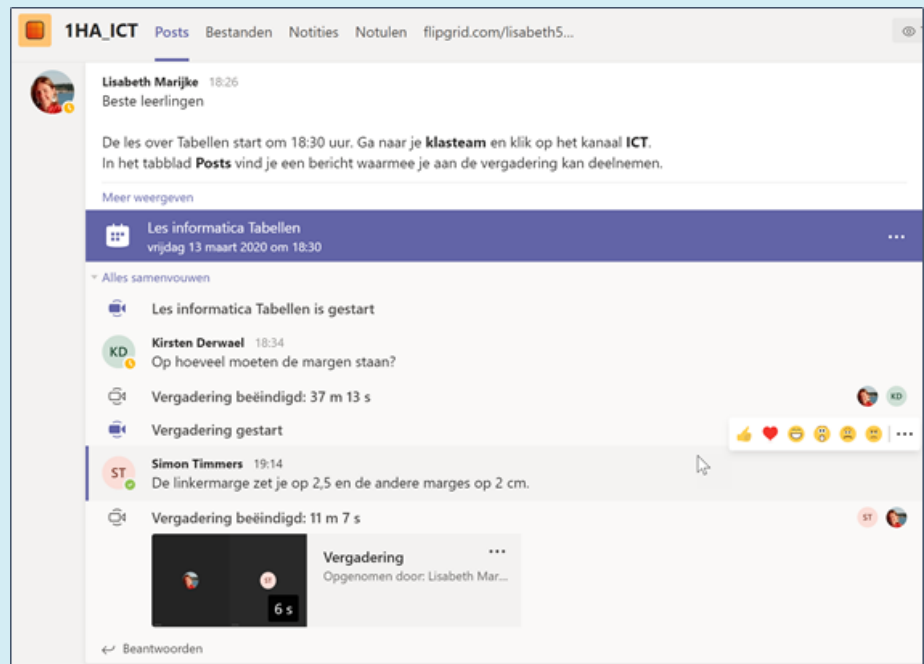 1HA_ICT Posts Bestanden Notities Notulen flipgrid.com/lisabeth5...
Lisabeth Marijke 18:26
Beste leerlingen
De les over Tabellen start om 18:30 uur. Ga naar je klasteam en klik op het kanaal ICT.
In het tabblad Posts vind je een bericht waarmee je aan de vergadering kan deelnemen.
Meer weergeven
Les informatica Tabellen
vrijdag 13 maart 2020 om 18:30
Alles samenvouwen
Les informatica Tabellen is gestart
KD
Kirsten Derwael 18:34
Op hoeveel moeten de margen staan?
Vergadering beëindigd: 37 m 13 s
KD
Vergadering gestart
ST
Simon Timmers 19:14
De linkermarge zet je op 2,5 en de andere marges op 2 cm.
Vergadering beëindigd: 11 m 7 s
ST
ST
6 s
Vergadering
Opgenomen door: Lisabeth Mar...
Beantwoorden